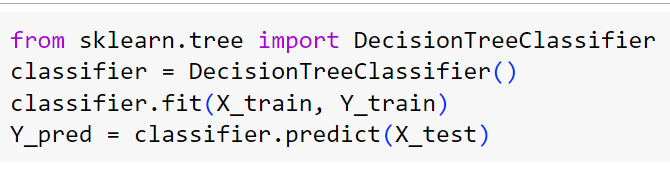 from sklearn.tree import DecisionTreeClassifier
classifier = DecisionTreeClassifier()
classifier.fit(X_train, Y_train)
Y_pred = classifier.predict(X_test)